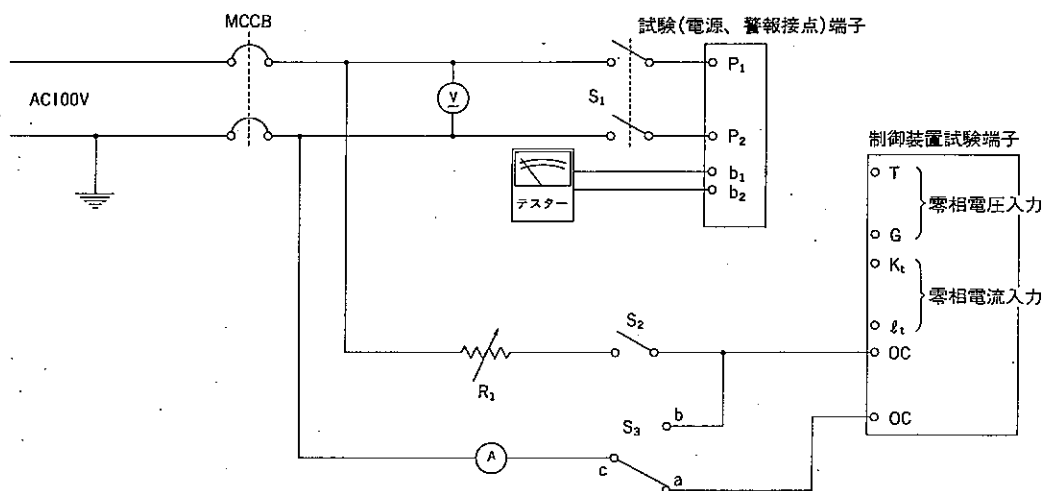 MCCB
試験(電源、警報接点)端子
AC100V
V
S₁
P₁
P₂
b₁
b₂
テスター
制御装置試験端子
T
G
零相電圧入力
Kₜ
ℓₜ
零相電流入力
R₁
S₂
OC
OC
S₃
b
A
c
a